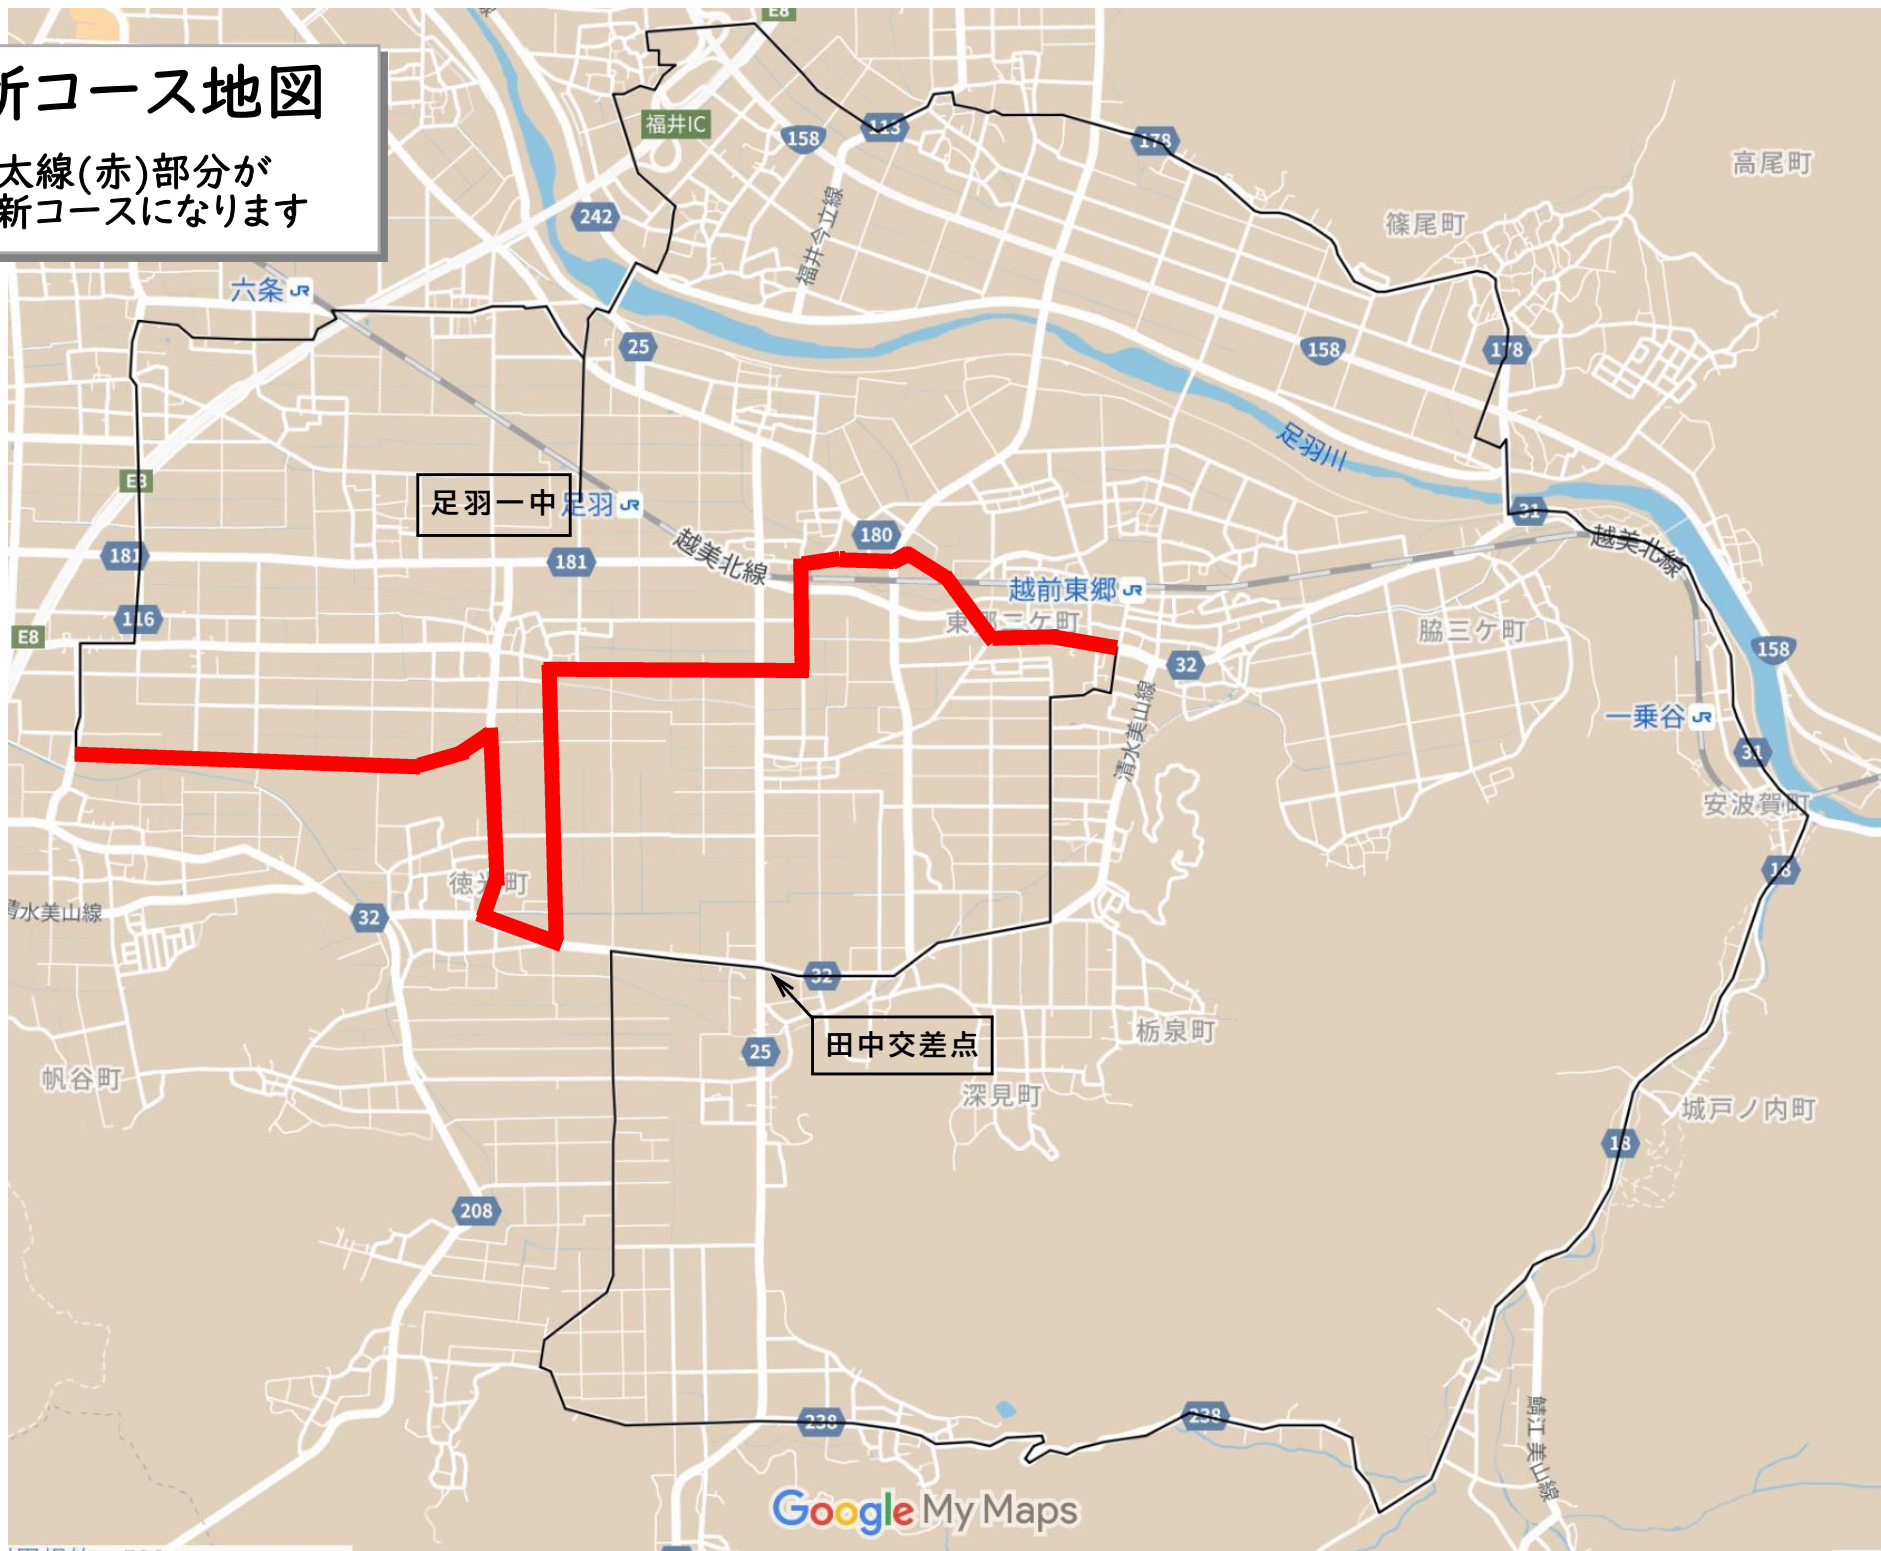 新コース地図
太線(赤)部分が
新コースになります
E8
福井IC
158
113
178
高尾町
篠尾町
242
福井今立線
六条
25
158
178
足羽川
E8
足羽一中
足羽
180
31
越美北線
越美北線
181
181
越前東郷
116
東郷二ケ町
脇三ケ町
E8
32
158
清水美山線
一乗谷
31
安波賀町
徳光町
18
清水美山線
32
32
田中交差点
栃泉町
25
帆谷町
深見町
城戸ノ内町
18
208
238
238
鯖江美山線
Google My Maps